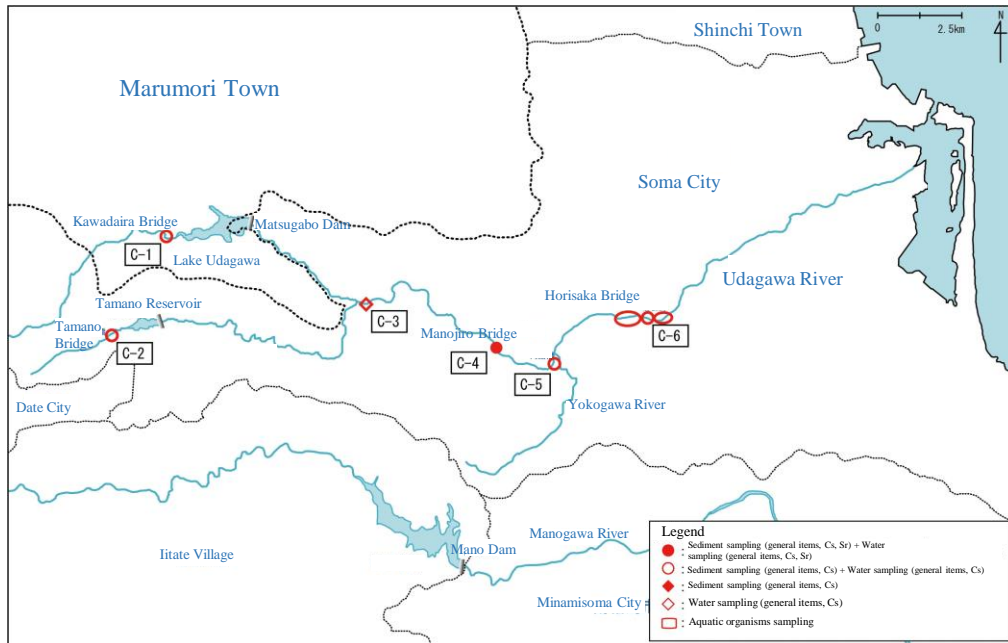 Shinchi Town
0
2.5km
N
4
Marumori Town
Soma City
Kawadaira Bridge
Matsugabo Dam
C-1
Lake Udagawa
Udagawa River
Tamano Reservoir
Horisaka Bridge
Tamano
Bridge
C-2
C-3
Manojiro Bridge
C-6
C-4
C-5
Date City
Yokogawa River
Manogawa River
Iitate Village
Mano Dam
Minamisoma City
Legend
: Sediment sampling (general items, Cs, Sr) + Water
sampling (general items, Cs, Sr)
: Sediment sampling (general items, Cs) + Water sampling (general items, Cs)
: Sediment sampling (general items, Cs)
: Water sampling (general items, Cs)
: Aquatic organisms sampling